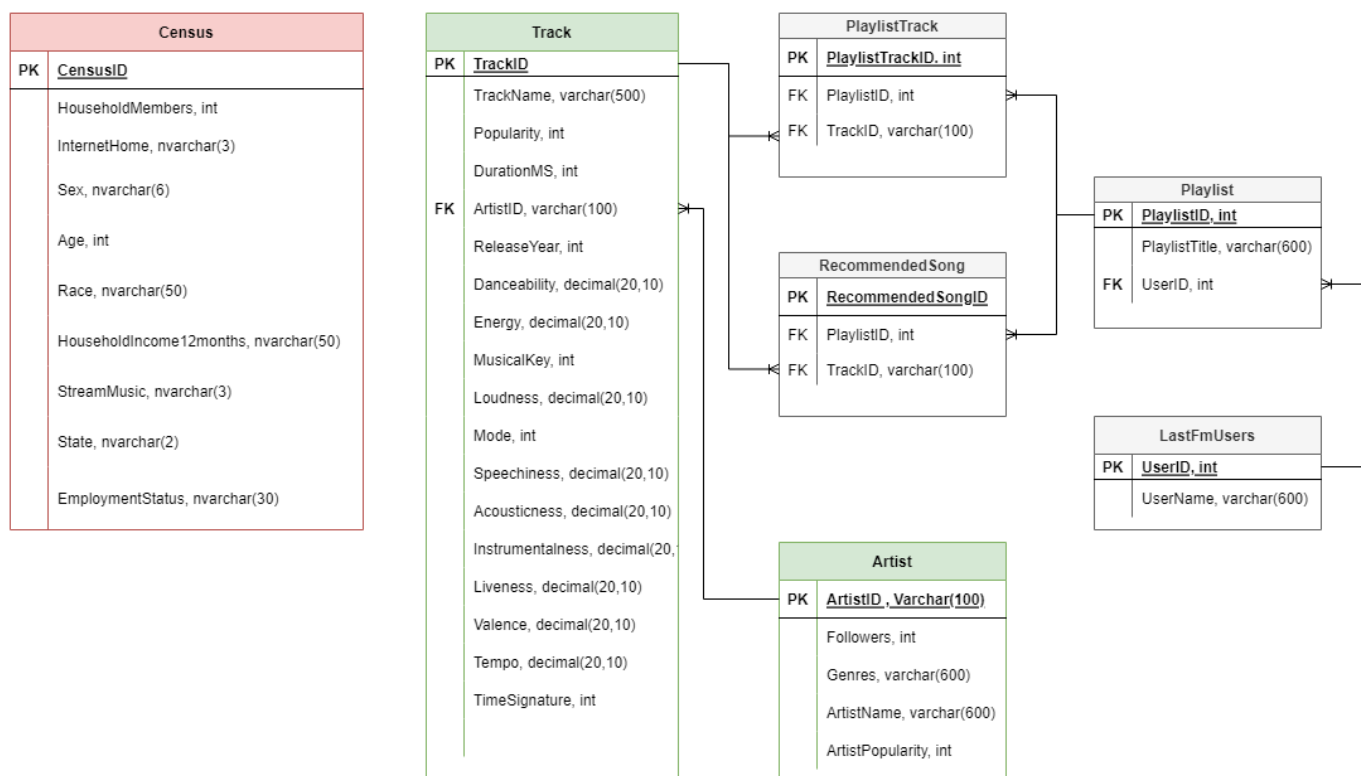 Census
PK CensusID
HouseholdMembers, int
InternetHome, nvarchar(3)
Sex, nvarchar(6)
Age, int
Race, nvarchar(50)
HouseholdIncome12months, nvarchar(50)
StreamMusic, nvarchar(3)
State, nvarchar(2)
EmploymentStatus, nvarchar(30)
Track
PK TrackID
TrackName, varchar(500)
Popularity, int
DurationMS, int
FK ArtistID, varchar(100)
ReleaseYear, int
Danceability, decimal(20,10)
Energy, decimal(20,10)
MusicalKey, int
Loudness, decimal(20,10)
Mode, int
Speechiness, decimal(20,10)
Acousticness, decimal(20,10)
Instrumentalness, decimal(20,
Liveness, decimal(20,10)
Valence, decimal(20,10)
Tempo, decimal(20,10)
TimeSignature, int
PlaylistTrack
PK PlaylistTrackID. int
FK PlaylistID, int
FK TrackID, varchar(100)
RecommendedSong
PK RecommendedSongID
FK PlaylistID, int
FK TrackID, varchar(100)
Artist
PK ArtistID , Varchar(100)
Followers, int
Genres, varchar(600)
ArtistName, varchar(600)
ArtistPopularity, int
Playlist
PK PlaylistID, int
PlaylistTitle, varchar(600)
FK UserID, int
LastFmUsers
PK UserID, int
UserName, varchar(600)